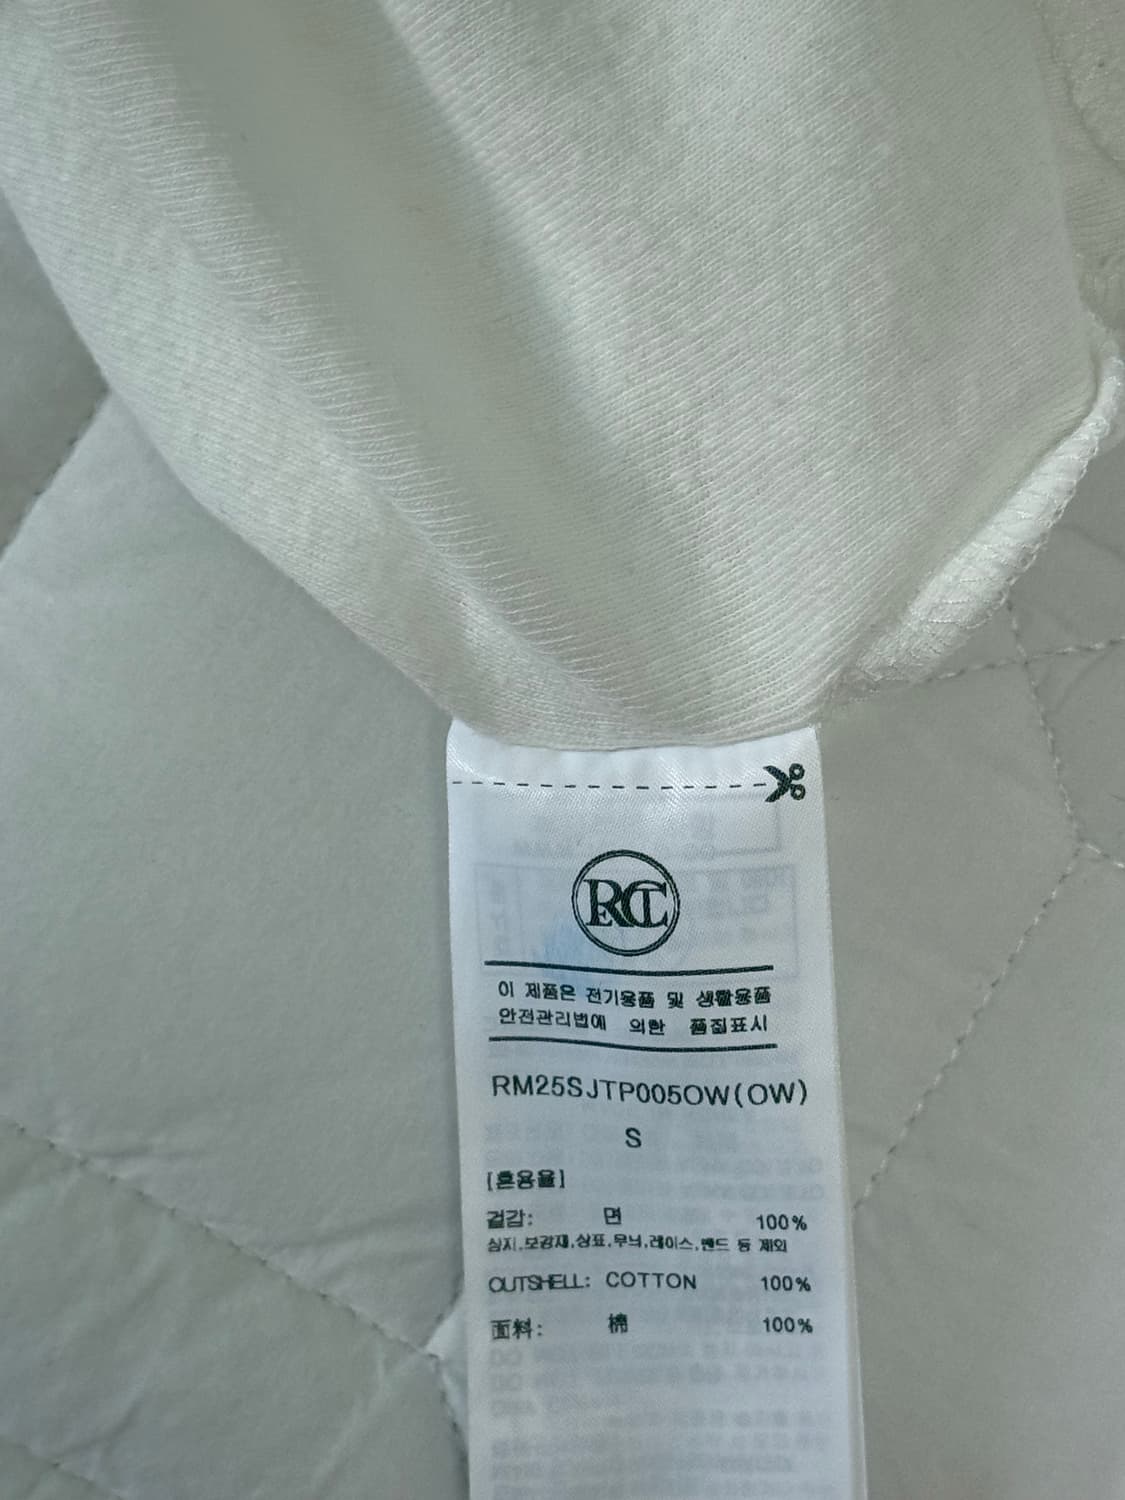 RECT
이 제품은 전기용품 및 생활용품
안전관리법에 의한 품질표시
RM25SJTP005OW(OW)
S
[혼용율]
겉감: 면 100%
심지,보강재,상표,무늬,레이스,밴드 등 제외
OUTSHELL: COTTON 100%
面料: 棉 100%